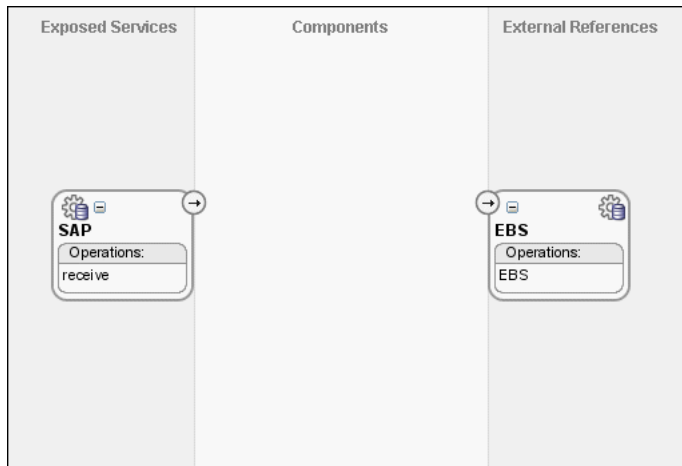 Exposed Services
Components
External References
SAP
Operations:
receive
EBS
Operations:
EBS